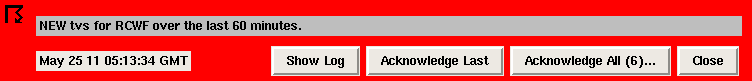 NEW tvs for RCWF over the last 60 minutes.
May 25 11 05:13:34 GMT Show Log Acknowledge Last Acknowledge All (6)... Close